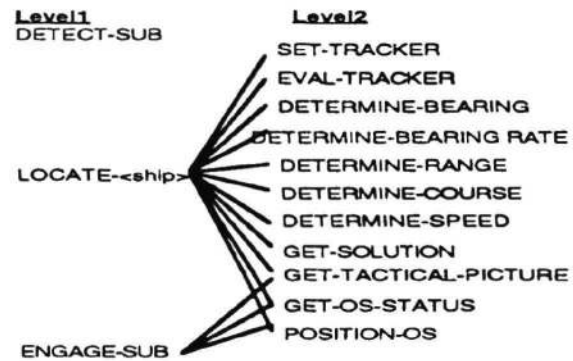 Level1 Level2
DETECT-SUB
SET-TRACKER
EVAL-TRACKER
DETERMINE-BEARING
DETERMINE-BEARING RATE
LOCATE-<ship>
DETERMINE-RANGE
DETERMINE-COURSE
DETERMINE-SPEED
GET-SOLUTION
GET-TACTICAL-PICTURE
GET-OS-STATUS
POSITION-OS
ENGAGE-SUB